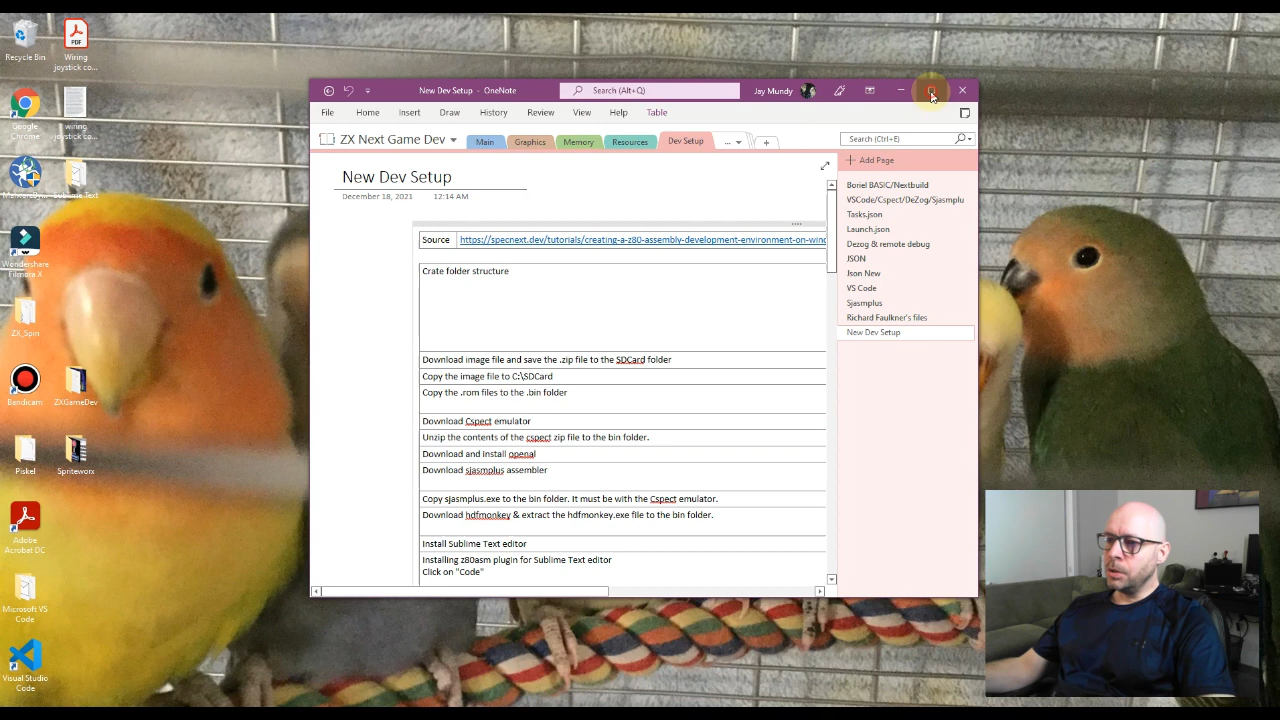 Recycle Bin
Wiring
joystick co...
Google
Chrome
wiring
joystick co...
Sublime Text
Wondershare
Filmora X
ZX_Spin
Bandicam
ZXGameDev
Piskel
Spriteworx
Adobe
Acrobat DC
Microsoft VS
Code
Visual Studio
Code
PDF
New Dev Setup - OneNote
Search (Alt+Q)
Jay Mundy
File
Home
Insert
Draw
History
Review
View
Help
Table
ZX Next Game Dev
Main
Graphics
Memory
Resources
Dev Setup
...
Search (Ctrl+E)
New Dev Setup
December 18, 2021
12:14 AM
Source
https://specnext.dev/tutorials/creating-a-z80-assembly-development-environment-on-wind
Crate folder structure
Download image file and save the .zip file to the SDCard folder
Copy the image file to C:\SDCard
Copy the .rom files to the .bin folder
Download Cspect emulator
Unzip the contents of the cspect zip file to the bin folder.
Download and install openal
Download sjasmplus assembler
Copy sjasmplus.exe to the bin folder. It must be with the Cspect emulator.
Download hdfmonkey & extract the hdfmonkey.exe file to the bin folder.
Install Sublime Text editor
Installing z80asm plugin for Sublime Text editor
Click on "Code"
Add Page
Boriel BASIC/Nextbuild
VSCode/Cspect/DeZog/Sjasmplu
Tasks.json
Launch.json
Dezog & remote debug
JSON
Json New
VS Code
Sjasmplus
Richard Faulkner's files
New Dev Setup